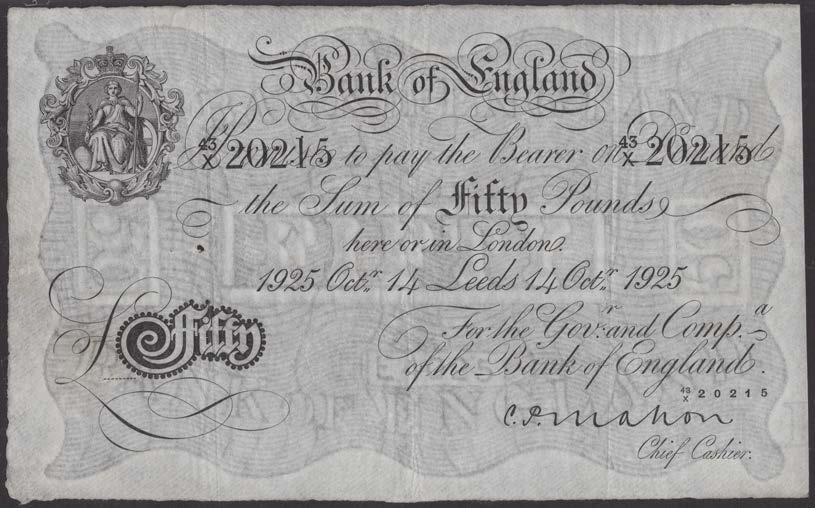 Bank of England
43/X 20215 Promise to pay the Bearer on Demand 43/X 20215
the Sum of Fifty Pounds
here or in London.
1925 Octr. 14 Leeds 14 Octr. 1925
For the Govr. and Compa.
of the Bank of England.
£ Fifty
43/X 20215
C. P. Mahon
Chief Cashier.